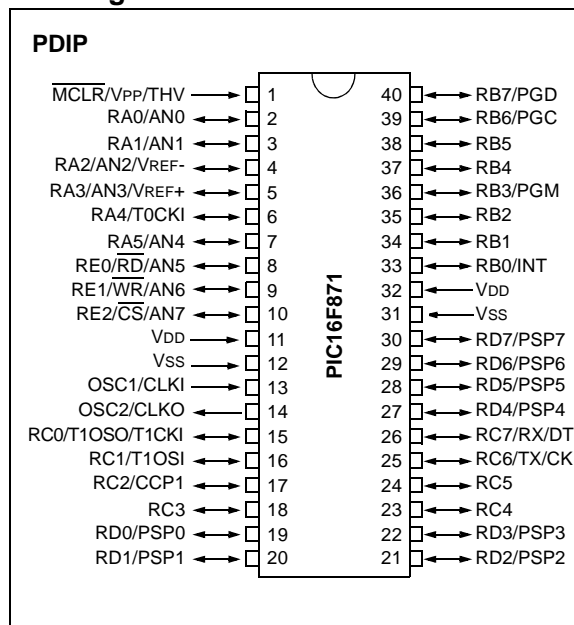 PDIP
MCLR/VPP/THV 1 40 RB7/PGD
RA0/AN0 2 39 RB6/PGC
RA1/AN1 3 38 RB5
RA2/AN2/VREF- 4 37 RB4
RA3/AN3/VREF+ 5 36 RB3/PGM
RA4/T0CKI 6 35 RB2
RA5/AN4 7 34 RB1
RE0/RD/AN5 8 33 RB0/INT
RE1/WR/AN6 9 32 VDD
RE2/CS/AN7 10 31 VSS
VDD 11 30 RD7/PSP7
VSS 12 29 RD6/PSP6
OSC1/CLKI 13 28 RD5/PSP5
OSC2/CLKO 14 27 RD4/PSP4
RC0/T1OSO/T1CKI 15 26 RC7/RX/DT
RC1/T1OSI 16 25 RC6/TX/CK
RC2/CCP1 17 24 RC5
RC3 18 23 RC4
RD0/PSP0 19 22 RD3/PSP3
RD1/PSP1 20 21 RD2/PSP2
PIC16F871